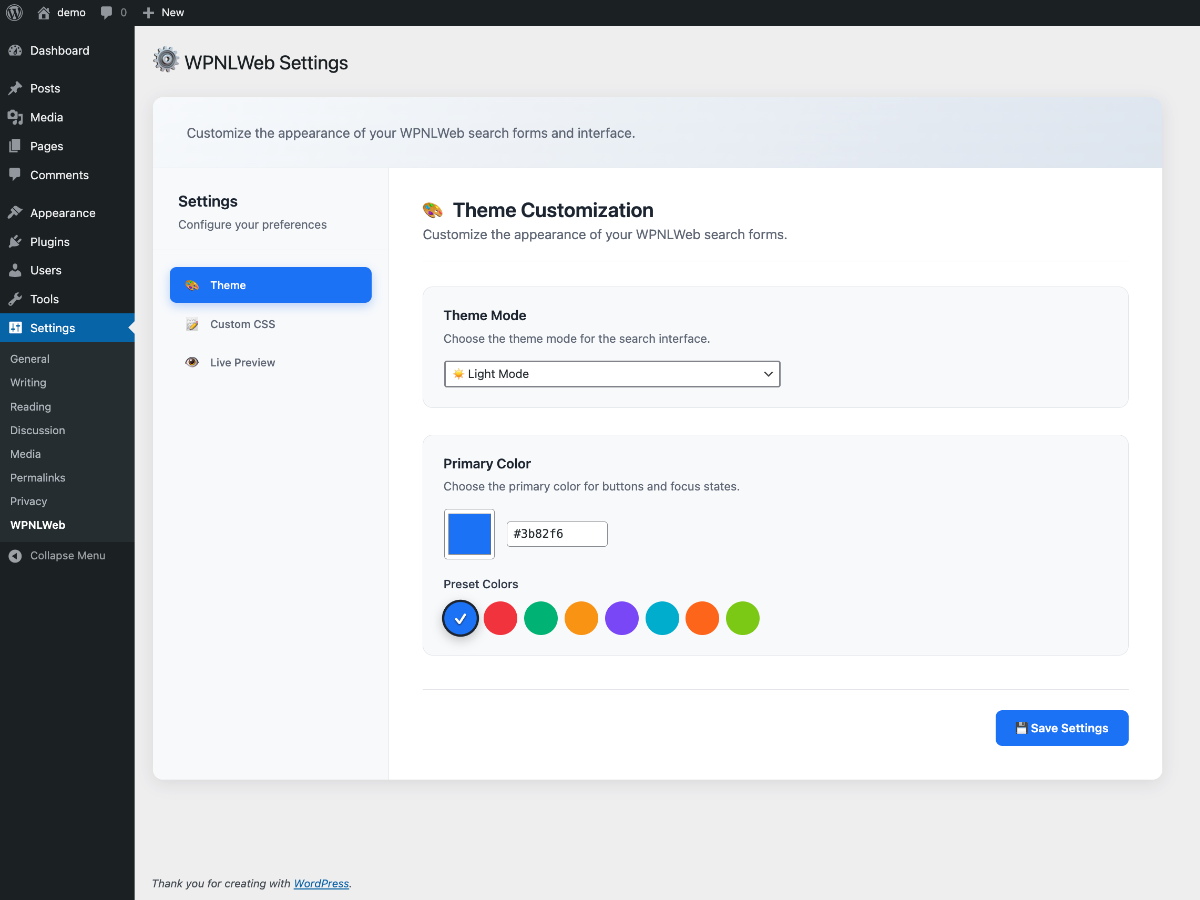 demo 0 New
Dashboard
Posts
Media
Pages
Comments
Appearance
Plugins
Users
Tools
Settings
General
Writing
Reading
Discussion
Media
Permalinks
Privacy
WPNLWeb
Collapse Menu
WPNLWeb Settings
Customize the appearance of your WPNLWeb search forms and interface.
Settings
Configure your preferences
Theme
Custom CSS
Live Preview
Theme Customization
Customize the appearance of your WPNLWeb search forms.
Theme Mode
Choose the theme mode for the search interface.
Light Mode
Primary Color
Choose the primary color for buttons and focus states.
#3b82f6
Preset Colors
Save Settings
Thank you for creating with WordPress.